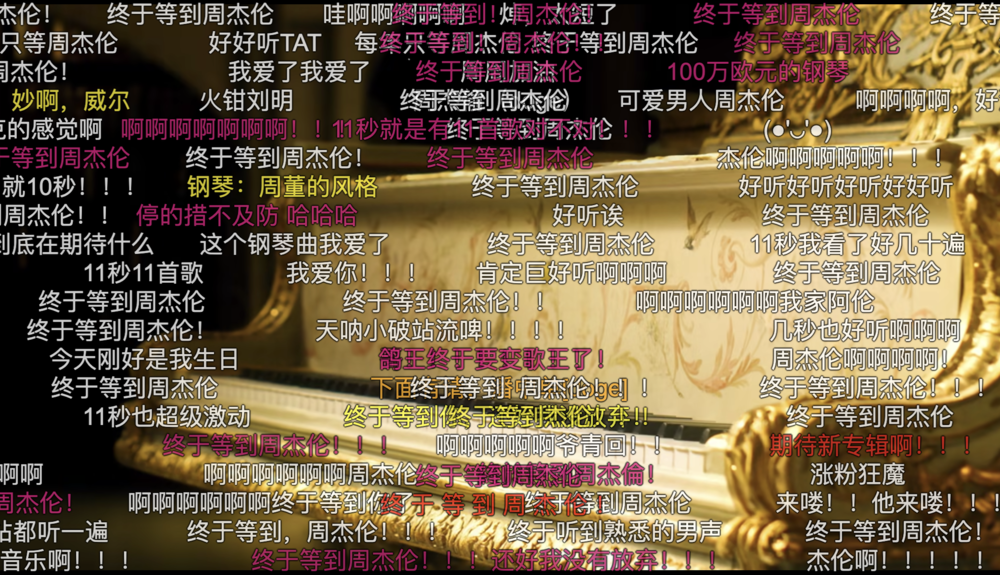 杰伦！ 终于等到周杰伦 哇啊啊 周杰伦！ 太短了 终于等到周杰伦 终于等
只等周杰伦 好好听TAT 每 终于等到周杰伦 终于等到周杰伦
周杰伦！ 我爱了我爱了 终于等到周杰伦 100万欧元的钢琴
妙啊，威尔 火钳刘明 终于等到周杰伦 可爱男人周杰伦 啊啊啊啊，好
的感觉啊 啊啊啊啊啊啊啊！！ 11秒就是有11首歌 终于等到周杰伦 ！！ (●'◡'●)
于等到周杰伦 终于等到周杰伦！ 终于等到周杰伦 杰伦啊啊啊啊啊！！！
就10秒！！！ 钢琴：周董的风格 终于等到周杰伦 好听好听好听好好听
周杰伦！！ 停的措不及防 哈哈哈 好听诶 终于等到周杰伦
到底在期待什么 这个钢琴曲我爱了 终于等到周杰伦 11秒我看了好几十遍
11秒11首歌 我爱你！！！ 肯定巨好听啊啊啊 终于等到周杰伦
终于等到周杰伦 终于等到周杰伦！！ 啊啊啊啊啊啊我家阿伦
终于等到周杰伦！ 天呐小破站流啤！！！！ 几秒也好听啊啊啊
今天刚好是我生日 鸽王终于要变歌王了！ 周杰伦啊啊啊啊！
终于等到周杰伦 下面 终于等到周杰伦！！ 终于等到周杰伦！！！
11秒也超级激动 终于等到 终于等到周杰伦 放弃!! 终于等到周杰伦
终于等到周杰伦！！！ 啊啊啊啊啊爷青回！！ 期待新专辑啊！！！
啊啊 啊啊啊啊啊啊周杰伦 终于等到 周杰倫！ 涨粉狂魔
周杰伦！ 啊啊啊啊啊啊终于等到你 终 于 等 到 周 杰 伦 周杰伦 来喽！！他来喽！！
站都听一遍 终于等到，周杰伦！！ 终于听到熟悉的男声 终于等到周杰伦！
音乐啊！！！ 终于等到周杰伦！！！还好我没有放弃！！！ 杰伦啊！！！！！